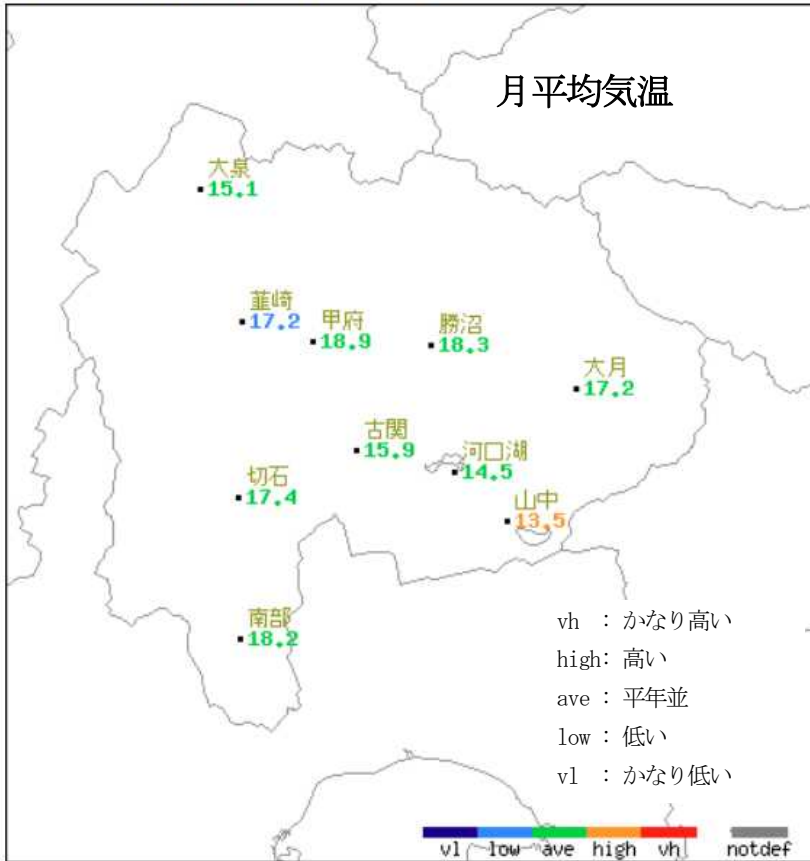 月平均気温
大泉
15.1
韮崎
17.2
甲府
18.9
勝沼
18.3
大月
17.2
古関
15.9
河口湖
14.5
切石
17.4
山中
13.5
南部
18.2
vh : かなり高い
high: 高い
ave : 平年並
low : 低い
vl : かなり低い
vl low ave high vh notdef